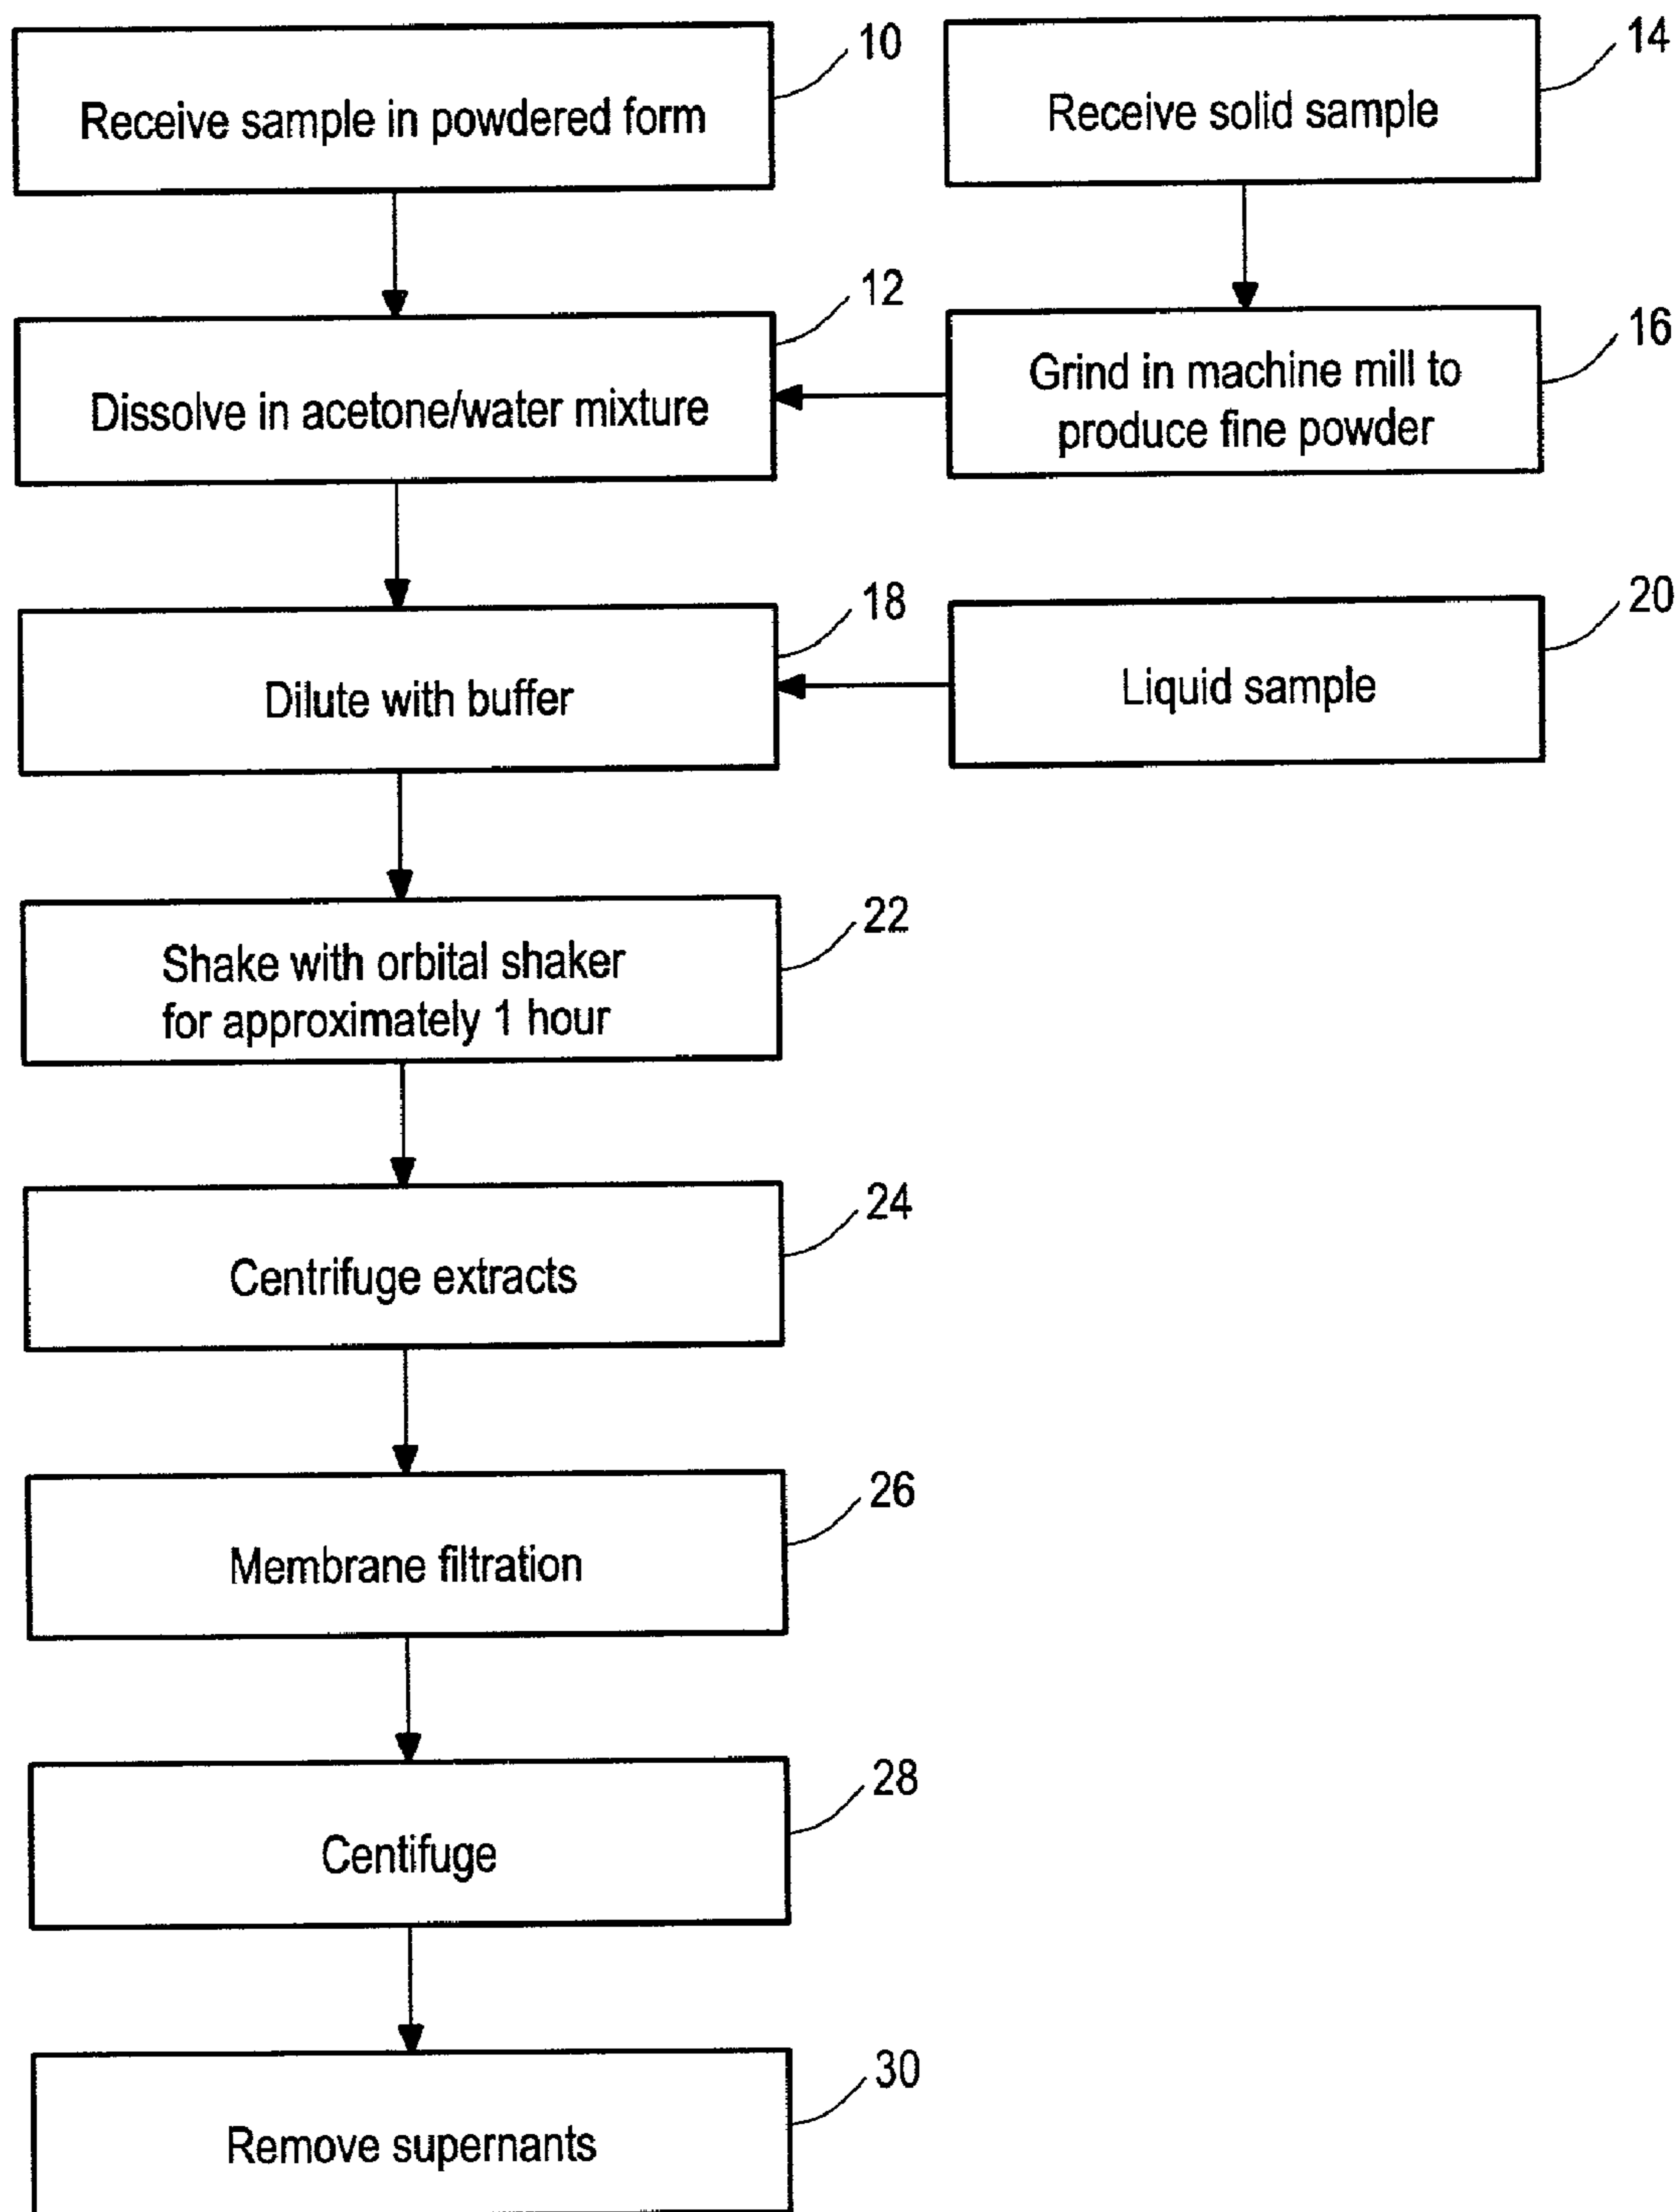 Receive sample in powdered form
10
Receive solid sample
14
Dissolve in acetone/water mixture
12
Grind in machine mill to
produce fine powder
16
Dilute with buffer
18
Liquid sample
20
Shake with orbital shaker
for approximately 1 hour
22
Centrifuge extracts
24
Membrane filtration
26
Centifuge
28
Remove supernants
30